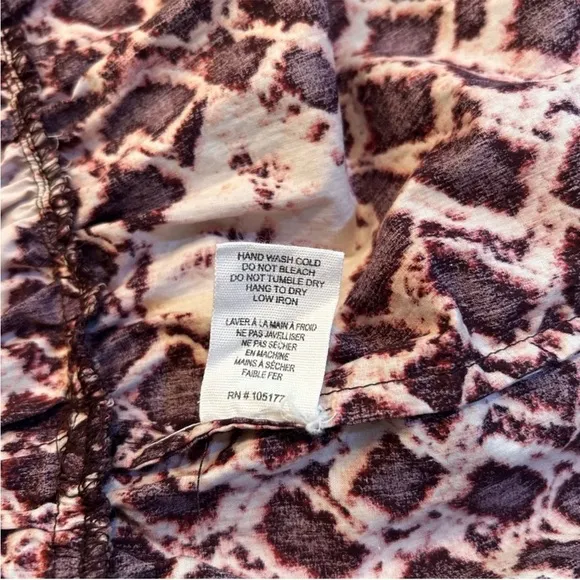 HAND WASH COLD
DO NOT BLEACH
DO NOT TUMBLE DRY
HANG TO DRY
LOW IRON
LAVER À LA MAIN À FROID
NE PAS JAVELLISER
NE PAS SÉCHER
EN MACHINE
MAINS À SÉCHER
FAIBLE FER
RN # 105177